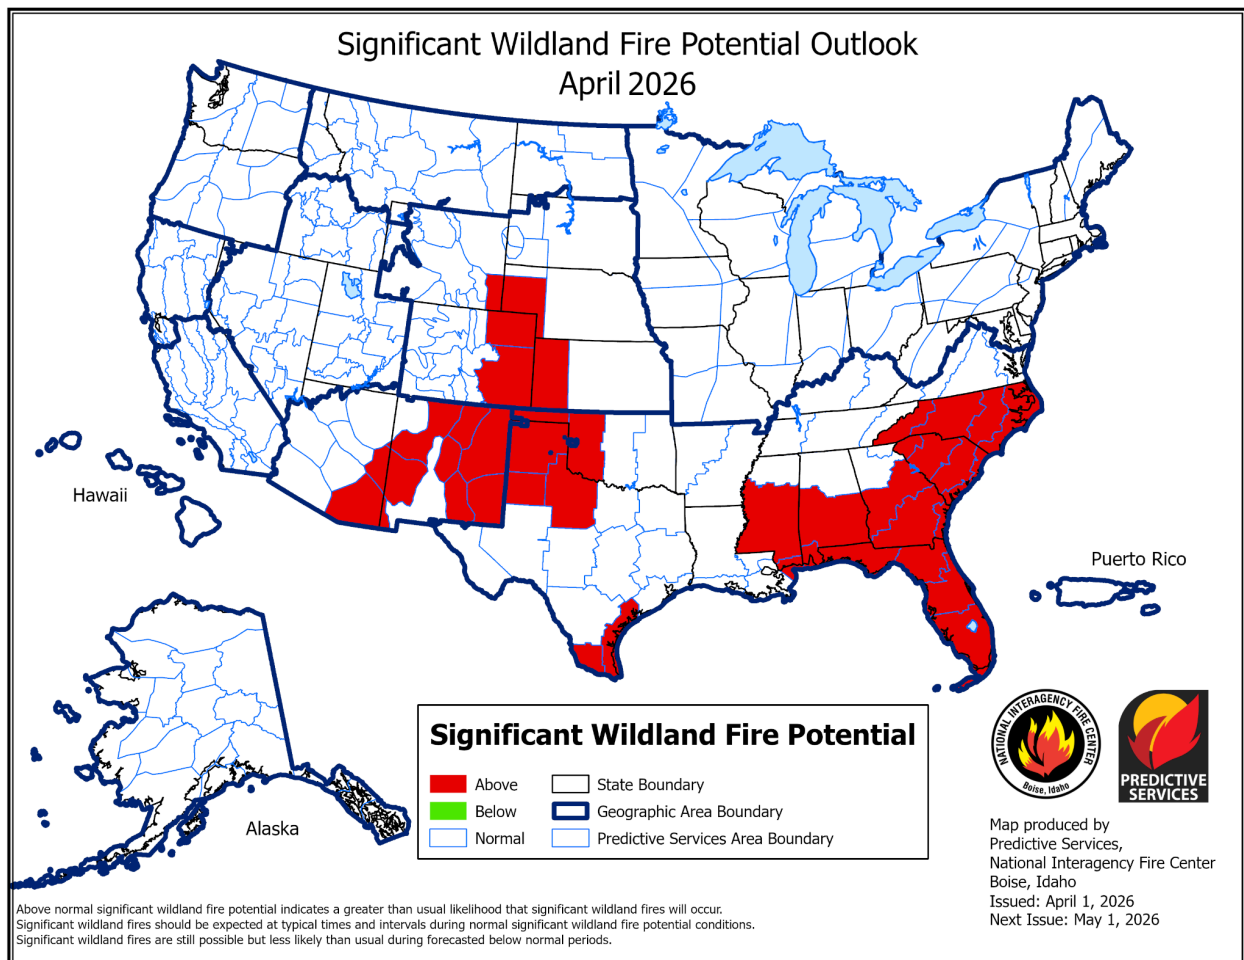 Significant Wildland Fire Potential Outlook
April 2026
Hawaii
Puerto Rico
Alaska
Significant Wildland Fire Potential
Above
State Boundary
Below
Geographic Area Boundary
Normal
Predictive Services Area Boundary
NATIONAL INTERAGENCY FIRE CENTER
Boise, Idaho
PREDICTIVE
SERVICES
Map produced by
Predictive Services,
National Interagency Fire Center
Boise, Idaho
Issued: April 1, 2026
Next Issue: May 1, 2026
Above normal significant wildland fire potential indicates a greater than usual likelihood that significant wildland fires will occur.
Significant wildland fires should be expected at typical times and intervals during normal significant wildland fire potential conditions.
Significant wildland fires are still possible but less likely than usual during forecasted below normal periods.